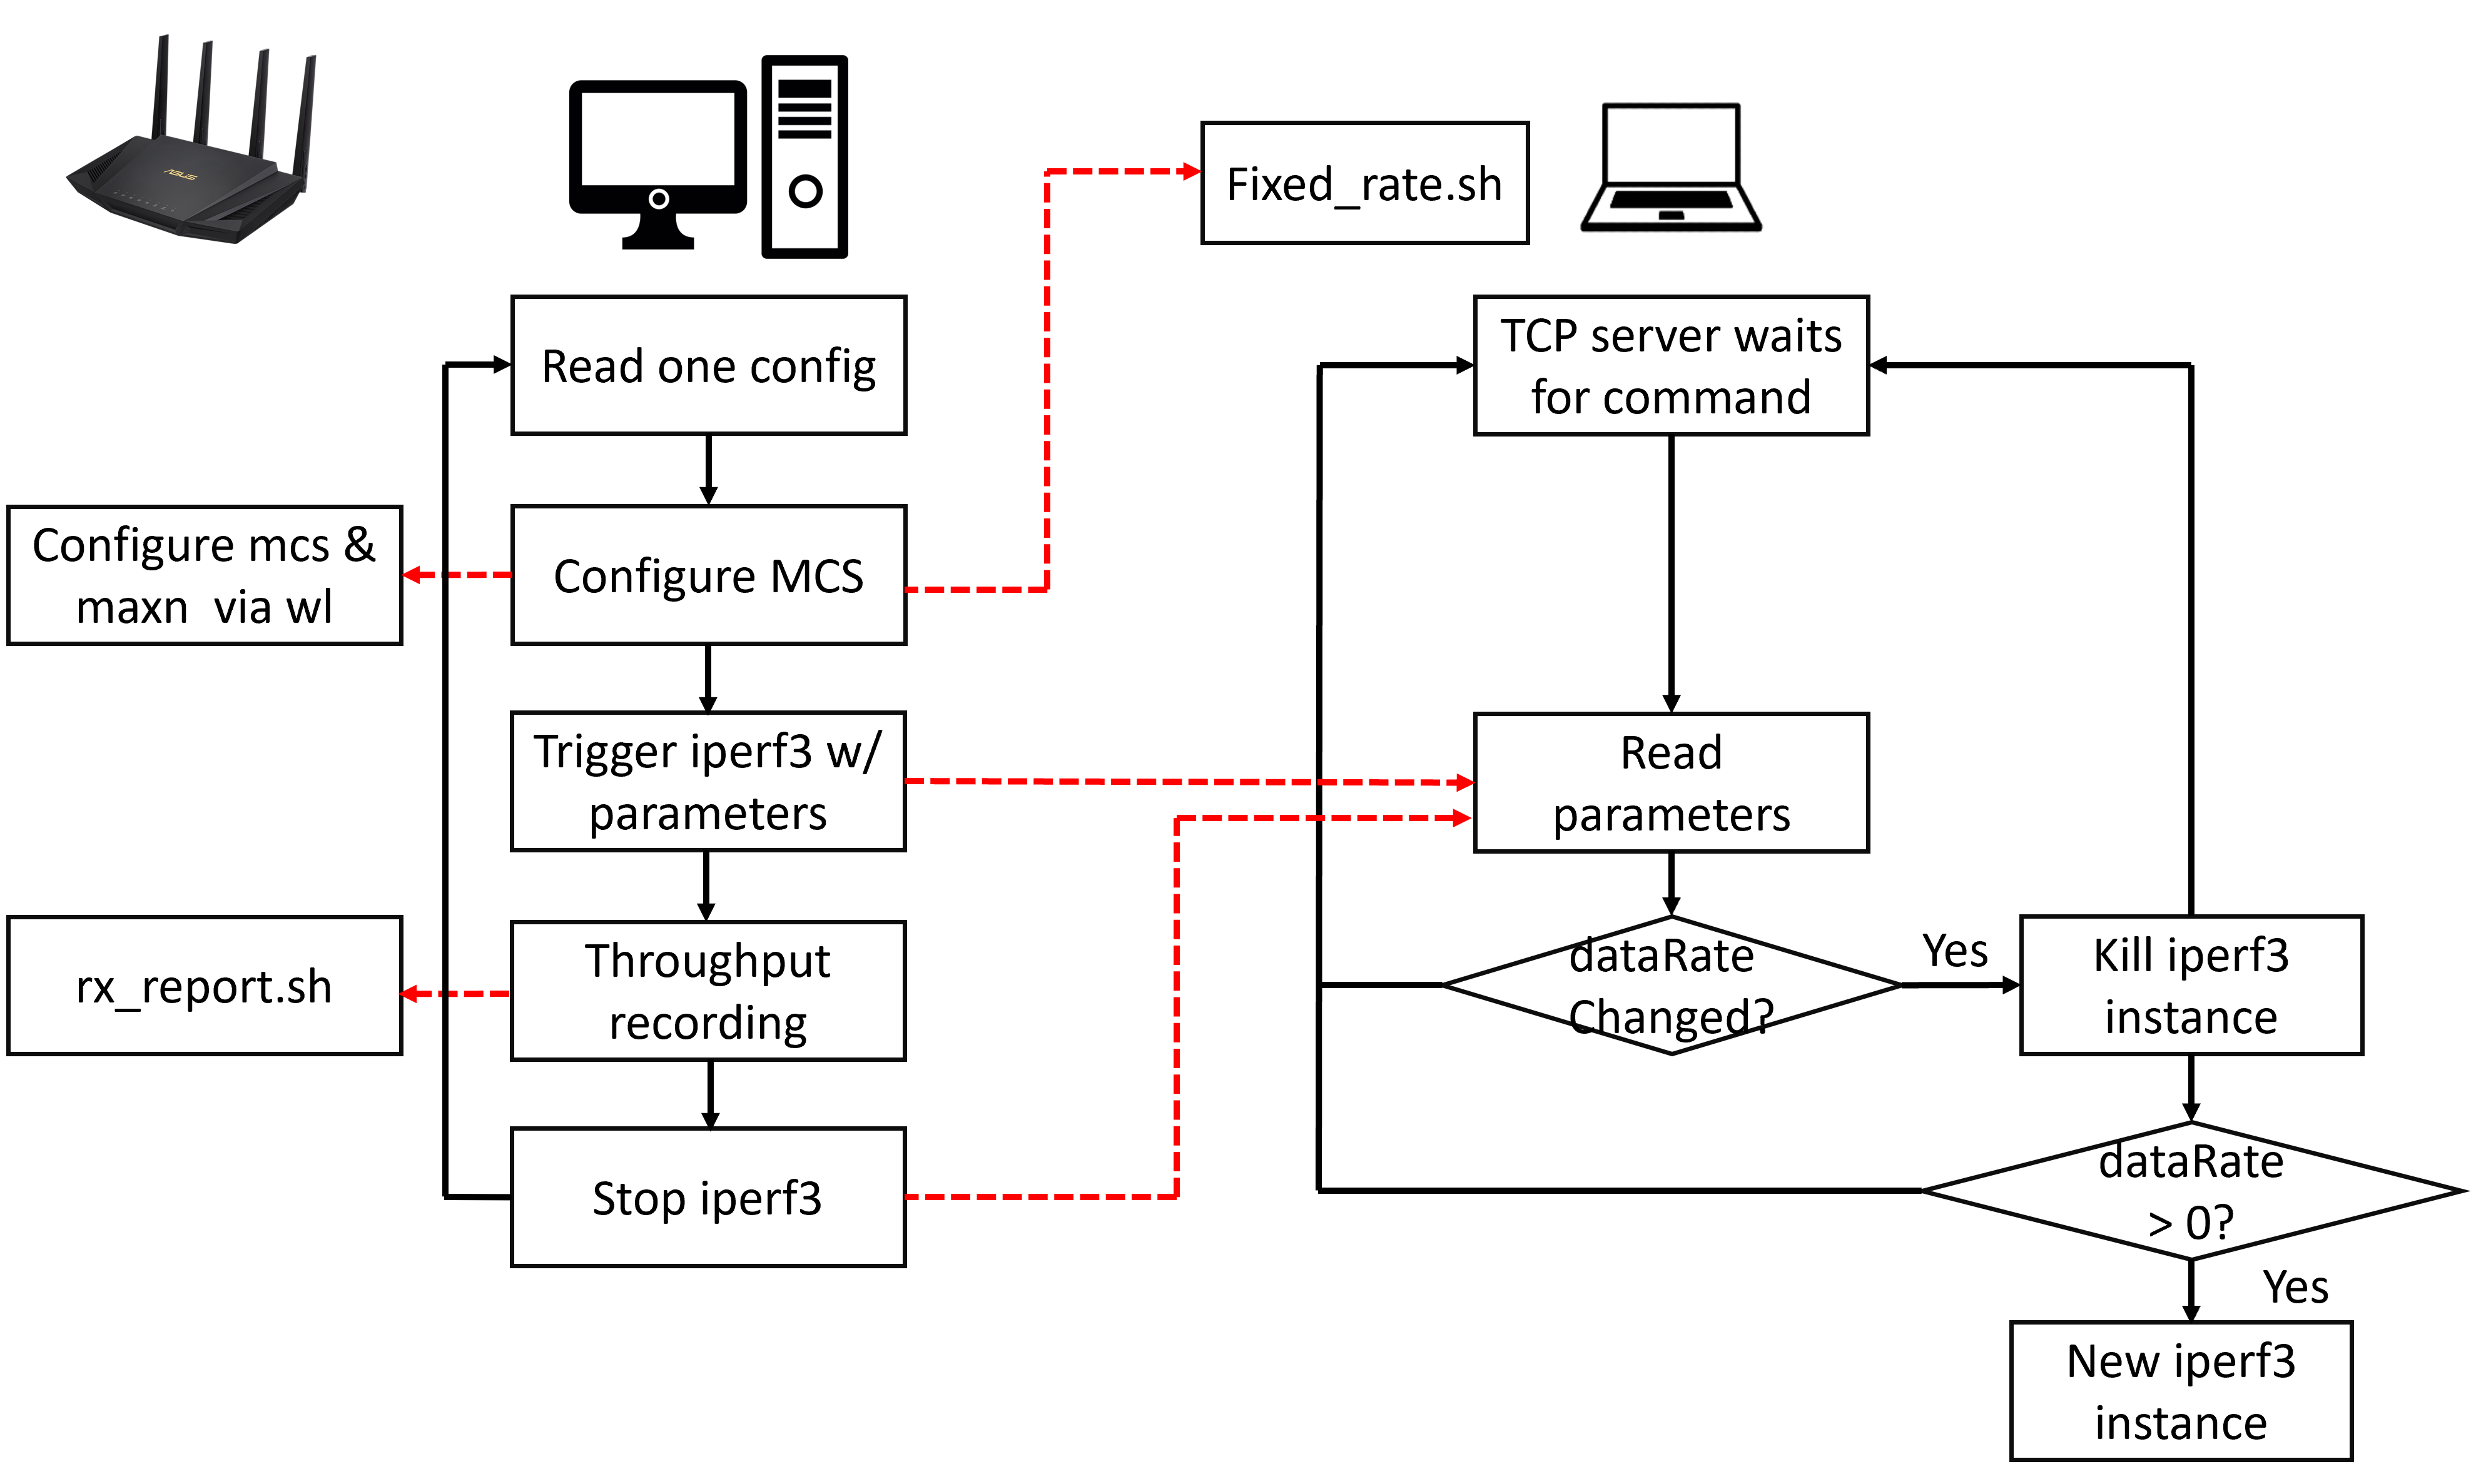 ASUS
Fixed_rate.sh
Read one config
TCP server waits
for command
Configure mcs &
maxn  via wl
Configure MCS
Trigger iperf3 w/
parameters
Read
parameters
rx_report.sh
Throughput
recording
dataRate
Changed?
Yes
Kill iperf3
instance
Stop iperf3
dataRate
> 0?
Yes
New iperf3
instance